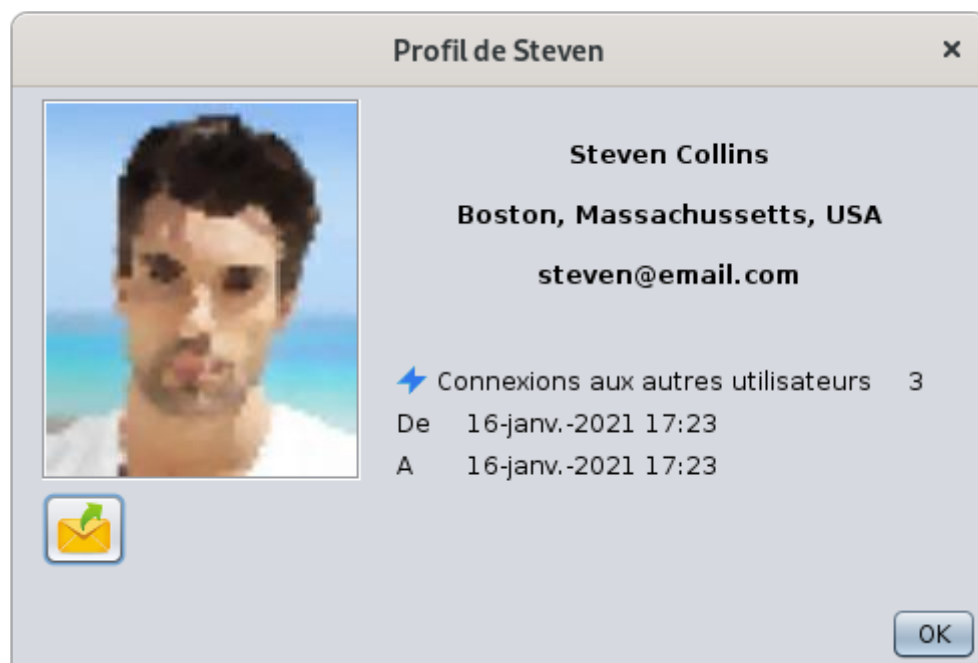 Profil de Steven
Steven Collins
Boston, Massachussetts, USA
steven@email.com
Connexions aux autres utilisateurs 3
De 16-janv.-2021 17:23
A 16-janv.-2021 17:23
OK